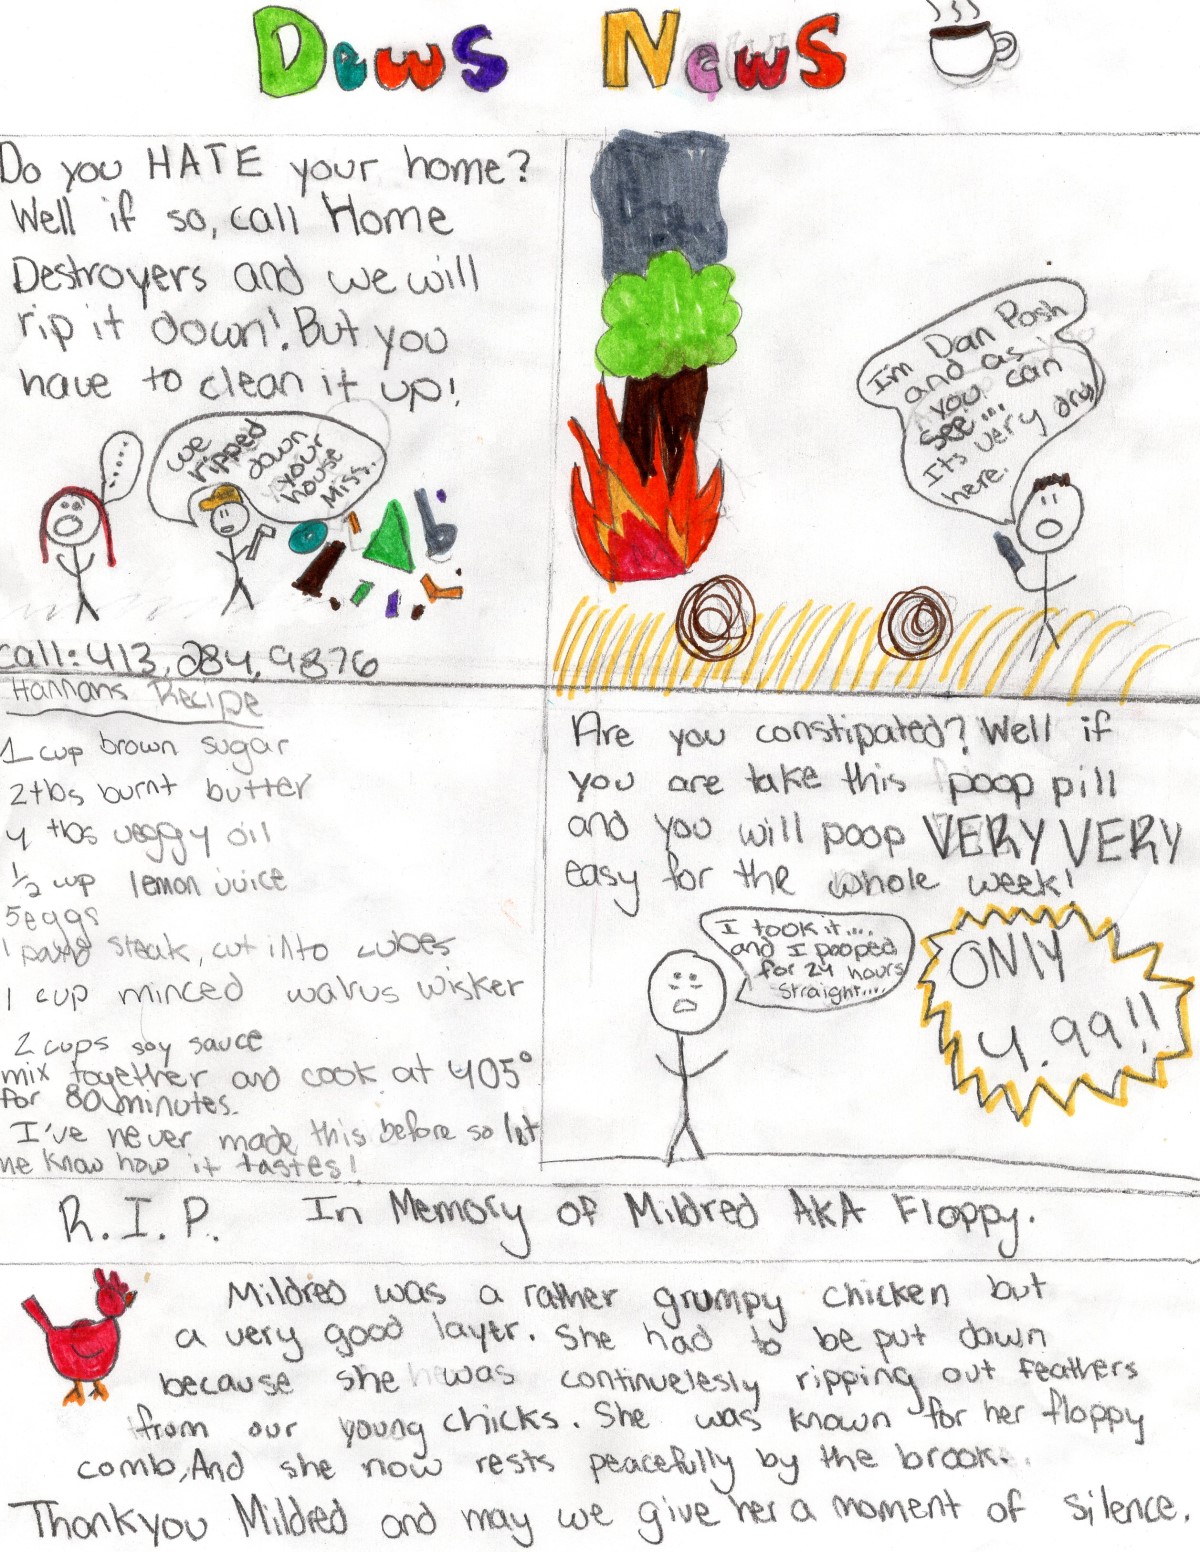 Dews News
Do you HATE your home?
Well if so, call Home
Destroyers and we will
rip it down! But you
have to clean it up!
.....
We
ripped
down
your
house
Miss.
call: 413, 284, 9876
I'm Dan Posh
and as
you can
see...
Its very dry
here.
Hannans Recipe
1 cup brown sugar
2 tbs burnt butter
4 tbs veggy oil
1/2 cup lemon juice
5 eggs
1 pound steak, cut into cubes
1 cup minced walrus wisker
2 cups soy sauce
mix together and cook at 405°
for 80 minutes.
I've never made this before so let
me know how it tastes!
Are you constipated? Well if
you are take this poop pill
and you will poop VERY VERY
easy for the whole week!
I took it....
and I pooped
for 24 hours
straight....
ONLY
4.99!!
R.I.P. In Memory of Mildred AKA Floppy.
Mildred was a rather grumpy chicken but
a very good layer. She had to be put down
because she was continuelesly ripping out feathers
from our young chicks. She was known for her floppy
comb, And she now rests peacefully by the brook.
Thankyou Mildred and may we give her a moment of silence.